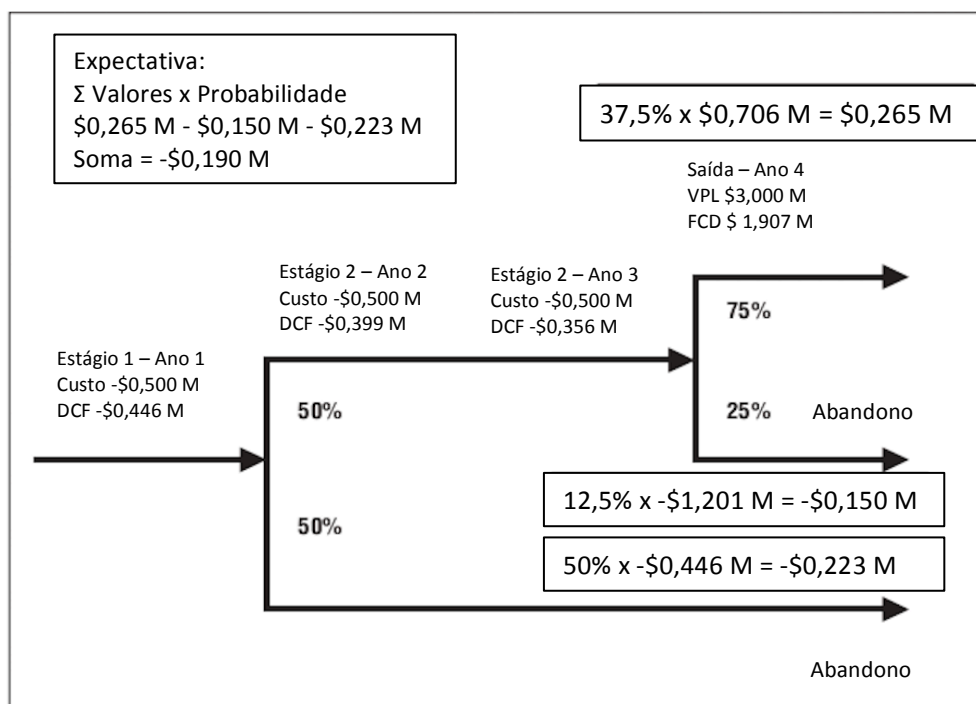 Expectativa:
Σ Valores x Probabilidade
$0,265 M - $0,150 M - $0,223 M
Soma = -$0,190 M
37,5% x $0,706 M = $0,265 M
Saída – Ano 4
VPL $3,000 M
FCD $ 1,907 M
Estágio 2 – Ano 2
Custo -$0,500 M
DCF -$0,399 M
Estágio 2 – Ano 3
Custo -$0,500 M
DCF -$0,356 M
75%
Estágio 1 – Ano 1
Custo -$0,500 M
DCF -$0,446 M
50%
25%
Abandono
12,5% x -$1,201 M = -$0,150 M
50%
50% x -$0,446 M = -$0,223 M
Abandono